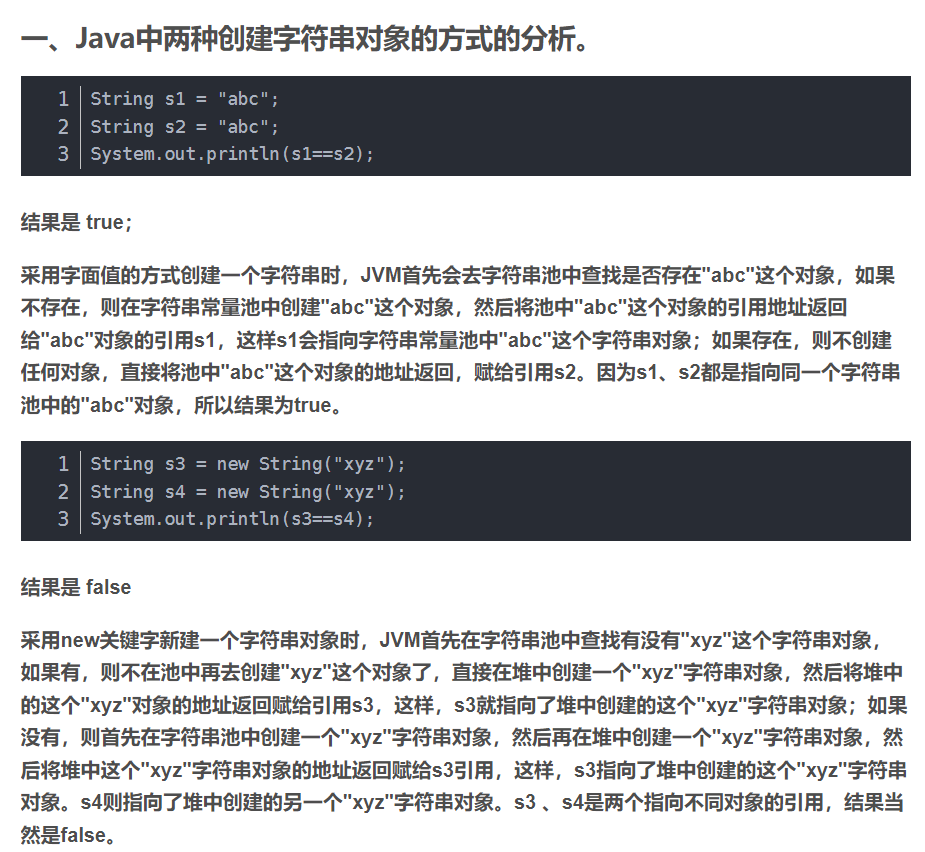 一、Java中两种创建字符串对象的方式的分析。
1 String s1 = "abc";
2 String s2 = "abc";
3 System.out.println(s1==s2);
结果是 true；
采用字面值的方式创建一个字符串时，JVM首先会去字符串池中查找是否存在"abc"这个对象，如果
不存在，则在字符串常量池中创建"abc"这个对象，然后将池中"abc"这个对象的引用地址返回
给"abc"对象的引用s1，这样s1会指向字符串常量池中"abc"这个字符串对象；如果存在，则不创建
任何对象，直接将池中"abc"这个对象的地址返回，赋给引用s2。因为s1、s2都是指向同一个字符串
池中的"abc"对象，所以结果为true。
1 String s3 = new String("xyz");
2 String s4 = new String("xyz");
3 System.out.println(s3==s4);
结果是 false
采用new关键字新建一个字符串对象时，JVM首先在字符串池中查找有没有"xyz"这个字符串对象，
如果有，则不在池中再去创建"xyz"这个对象了，直接在堆中创建一个"xyz"字符串对象，然后将堆中
的这个"xyz"对象的地址返回赋给引用s3，这样，s3就指向了堆中创建的这个"xyz"字符串对象；如果
没有，则首先在字符串池中创建一个"xyz"字符串对象，然后再在堆中创建一个"xyz"字符串对象，然
后将堆中这个"xyz"字符串对象的地址返回赋给s3引用，这样，s3指向了堆中创建的这个"xyz"字符串
对象。s4则指向了堆中创建的另一个"xyz"字符串对象。s3 、s4是两个指向不同对象的引用，结果当
然是false。